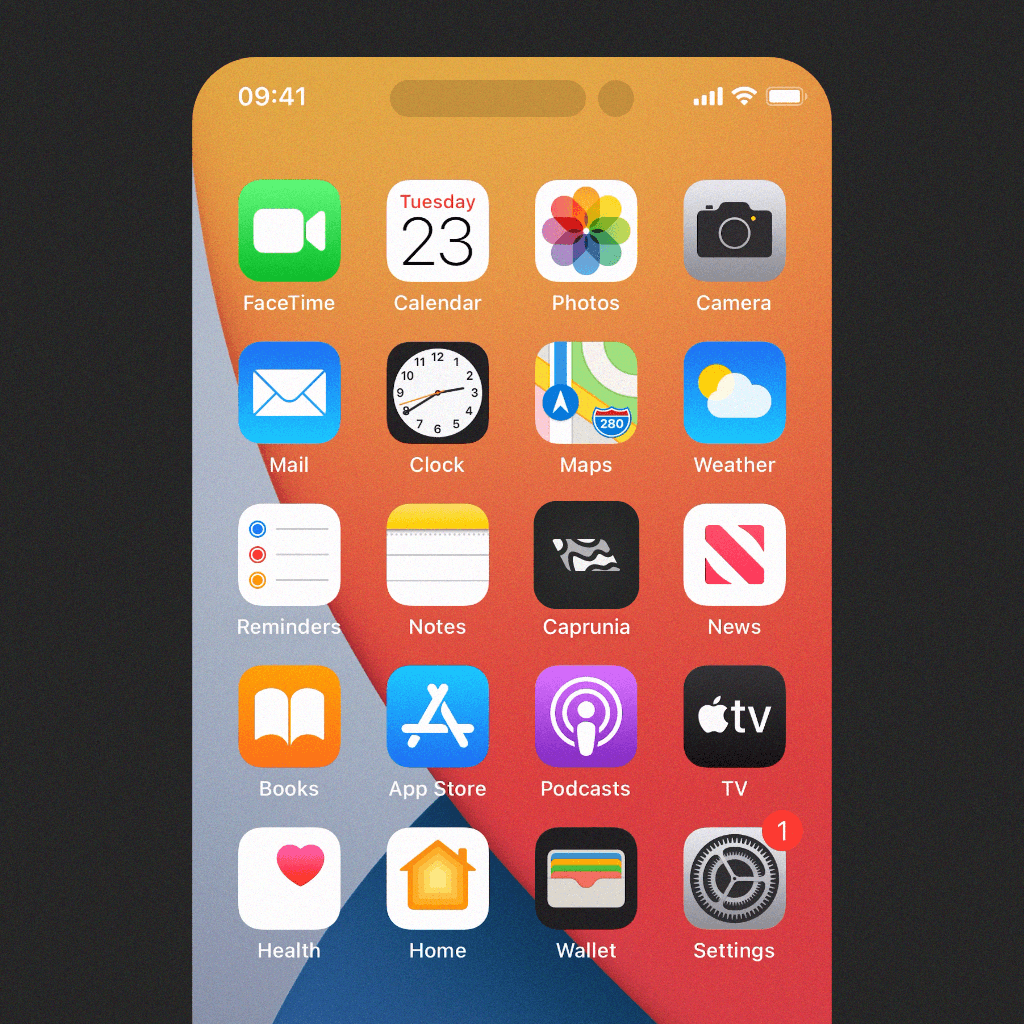 09:41
Tuesday
23
FaceTime
Calendar
Photos
Camera
11 12 1
10 2
9 3
8 4
7 6 5
280
Mail
Clock
Maps
Weather
Reminders
Notes
Caprunia
News
tv
Books
App Store
Podcasts
TV
1
Health
Home
Wallet
Settings